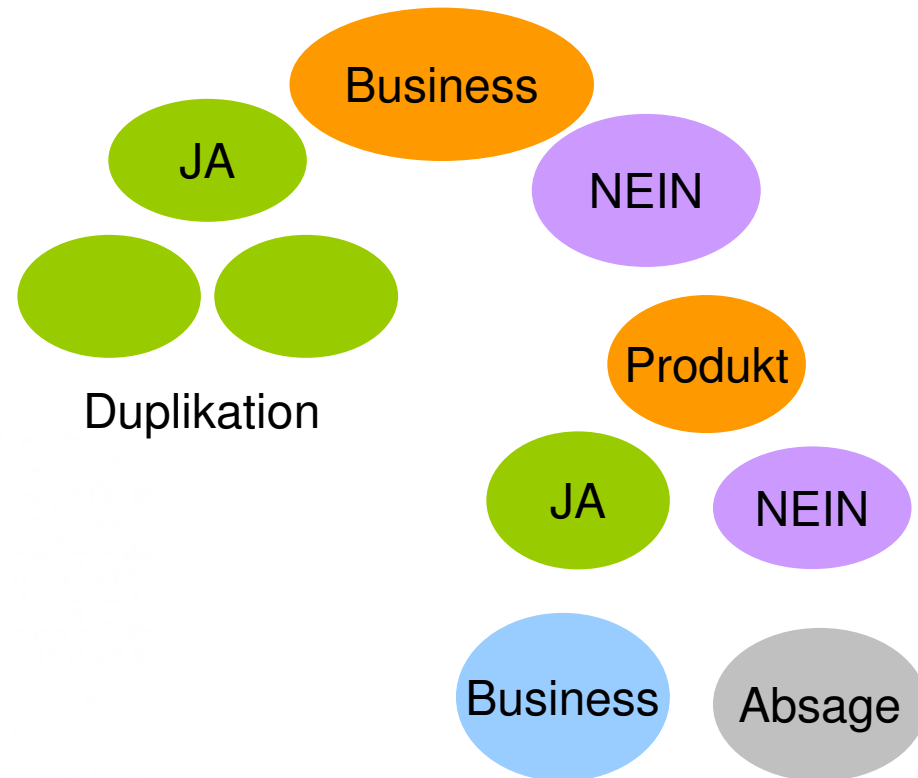 Business
JA
NEIN
Produkt
Duplikation
JA
NEIN
Business
Absage